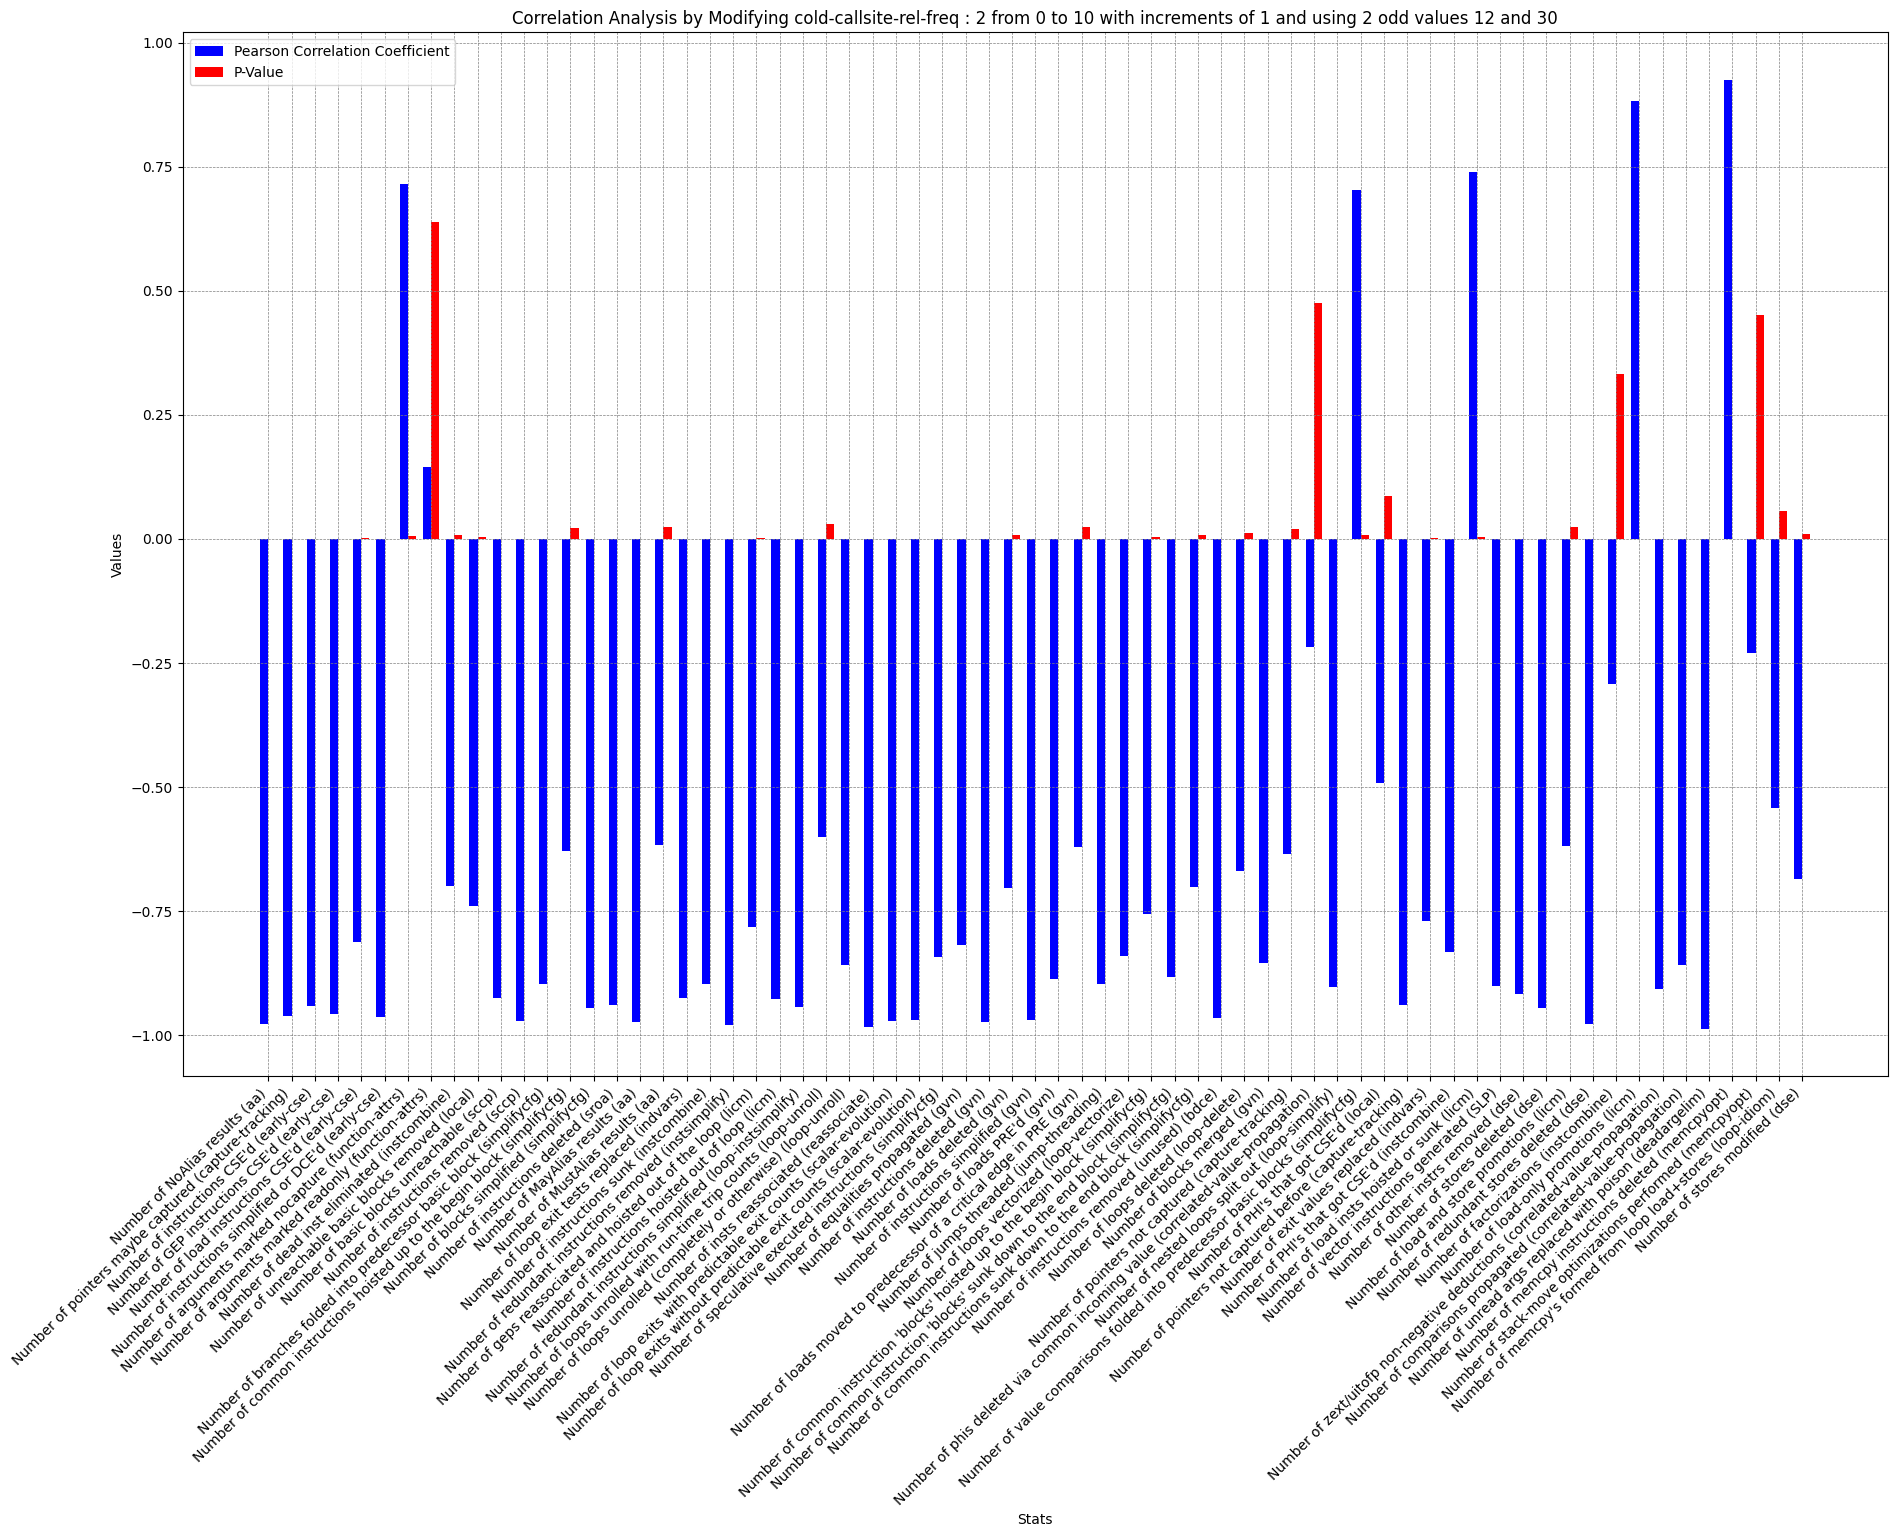 Correlation Analysis by Modifying cold-callsite-rel-freq : 2 from 0 to 10 with increments of 1 and using 2 odd values 12 and 30
Pearson Correlation Coefficient
P-Value
1.00
0.75
0.50
0.25
0.00
−0.25
−0.50
−0.75
−1.00
Values
Number of NoAlias results (aa)
Number of pointers maybe captured (capture-tracking)
Number of instructions CSE'd (early-cse)
Number of GEP instructions CSE'd (early-cse)
Number of load instructions CSE'd (early-cse)
Number of instructions simplified or DCE'd (early-cse)
Number of arguments marked nocapture (function-attrs)
Number of arguments marked readonly (function-attrs)
Number of dead inst eliminated (instcombine)
Number of unreachable basic blocks removed (local)
Number of basic blocks unreachable (sccp)
Number of instructions removed (sccp)
Number of branches folded into predecessor basic block (simplifycfg)
Number of common instructions hoisted up to the begin block (simplifycfg)
Number of blocks simplified (simplifycfg)
Number of instructions deleted (sroa)
Number of MayAlias results (aa)
Number of MustAlias results (aa)
Number of loop exit tests replaced (indvars)
Number of instructions sunk (instcombine)
Number of redundant instructions removed (instsimplify)
Number of geps reassociated and hoisted out of the loop (licm)
Number of instructions hoisted out of loop (licm)
Number of redundant instructions simplified (loop-instsimplify)
Number of loops unrolled with run-time trip counts (loop-unroll)
Number of loops unrolled (completely or otherwise) (loop-unroll)
Number of insts reassociated (reassociate)
Number of loop exits with predictable exit counts (scalar-evolution)
Number of loop exits without predictable exit counts (scalar-evolution)
Number of speculative executed instructions (simplifycfg)
Number of equalities propagated (gvn)
Number of instructions deleted (gvn)
Number of loads deleted (gvn)
Number of instructions simplified (gvn)
Number of loads PRE'd (gvn)
Number of loads moved to predecessor of a critical edge in PRE (gvn)
Number of jumps threaded (jump-threading)
Number of loops vectorized (loop-vectorize)
Number of common instruction 'blocks' hoisted up to the begin block (simplifycfg)
Number of common instruction 'blocks' sunk down to the end block (simplifycfg)
Number of common instructions sunk down to the end block (simplifycfg)
Number of instructions removed (unused) (bdce)
Number of loops deleted (loop-delete)
Number of blocks merged (gvn)
Number of pointers not captured (capture-tracking)
Number of phis deleted via common incoming value (correlated-value-propagation)
Number of nested loops split out (loop-simplify)
Number of value comparisons folded into predecessor basic blocks (simplifycfg)
Number of PHI's that got CSE'd (local)
Number of pointers not captured before (capture-tracking)
Number of exit values replaced (indvars)
Number of PHI's that got CSE'd (instcombine)
Number of load insts hoisted or sunk (licm)
Number of vector instructions generated (SLP)
Number of other instrs removed (dse)
Number of stores deleted (dse)
Number of load and store promotions (licm)
Number of redundant stores deleted (dse)
Number of factorizations (instcombine)
Number of load-only promotions (licm)
Number of zext/uitofp non-negative deductions (correlated-value-propagation)
Number of comparisons propagated (correlated-value-propagation)
Number of unread args replaced with poison (deadargelim)
Number of memcpy instructions deleted (memcpyopt)
Number of stack-move optimizations performed (memcpyopt)
Number of memcpy's formed from loop load+stores (loop-idiom)
Number of stores modified (dse)
Stats